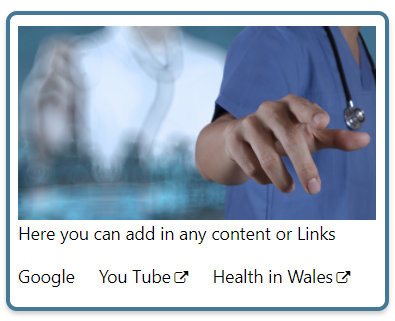 Here you can add in any content or Links
Google You Tube Health in Wales